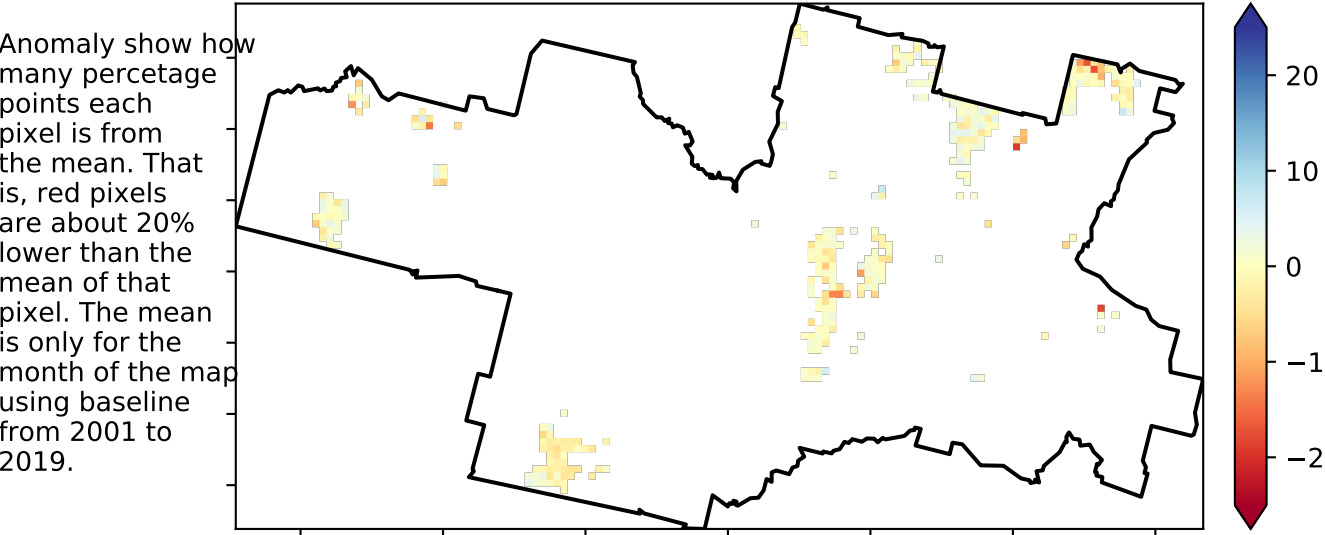 Anomaly show how
many percetage
points each
pixel is from
the mean. That
is, red pixels
are about 20%
lower than the
mean of that
pixel. The mean
is only for the
month of the map
using baseline
from 2001 to
2019.
20
10
0
−1
−2